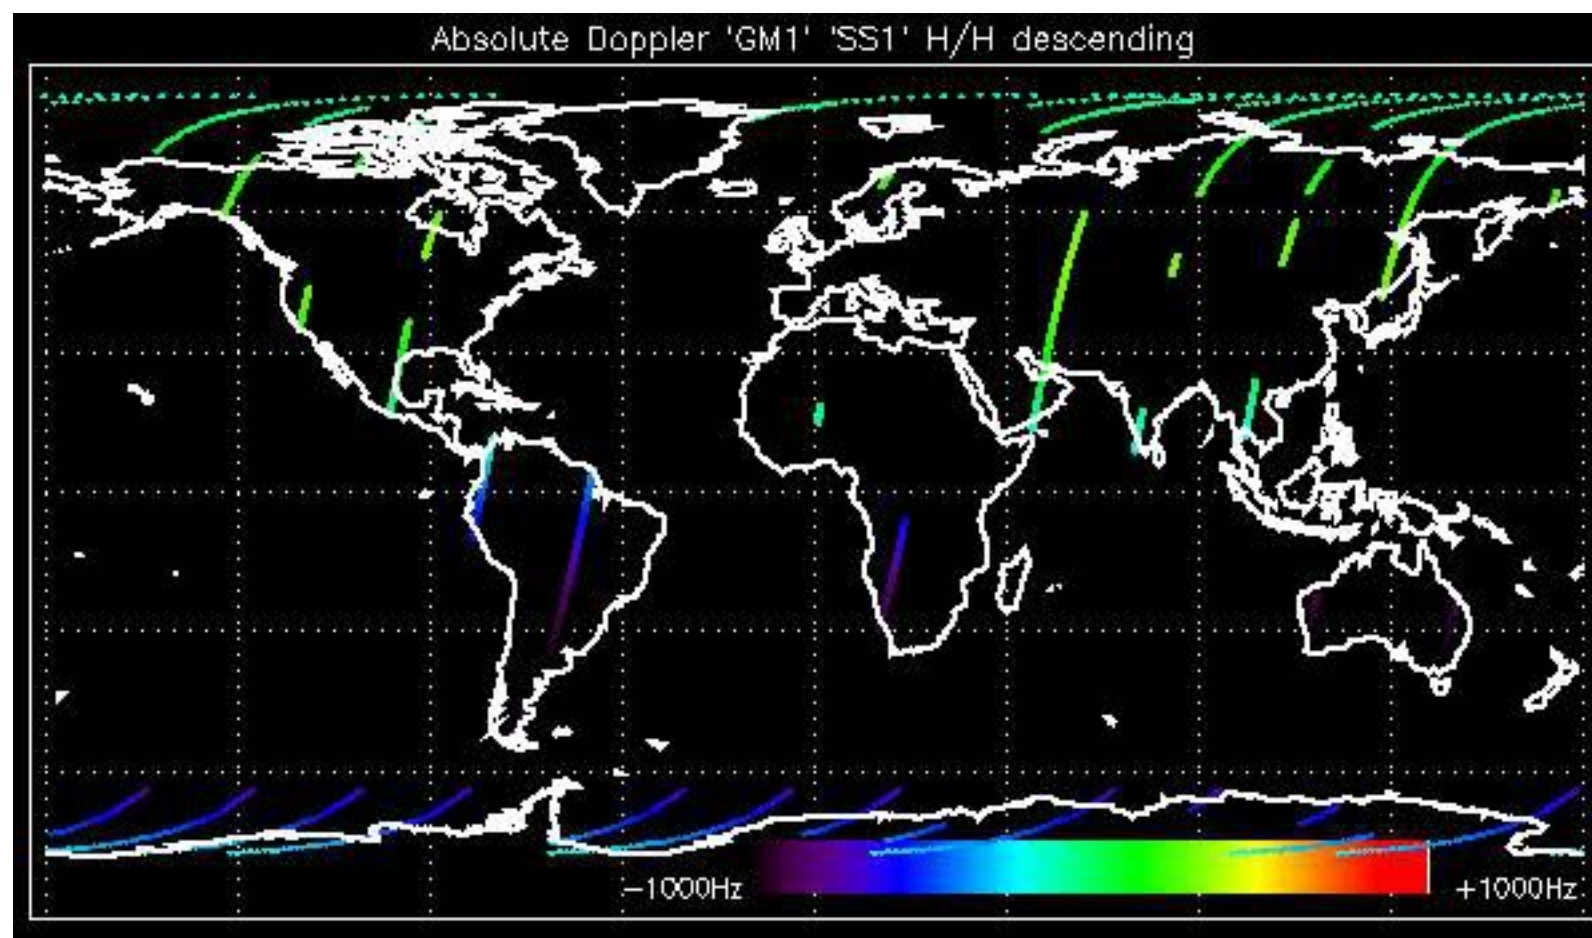 Absolute Doppler 'GM1' 'SS1' H/H descending
−1000Hz
+1000Hz